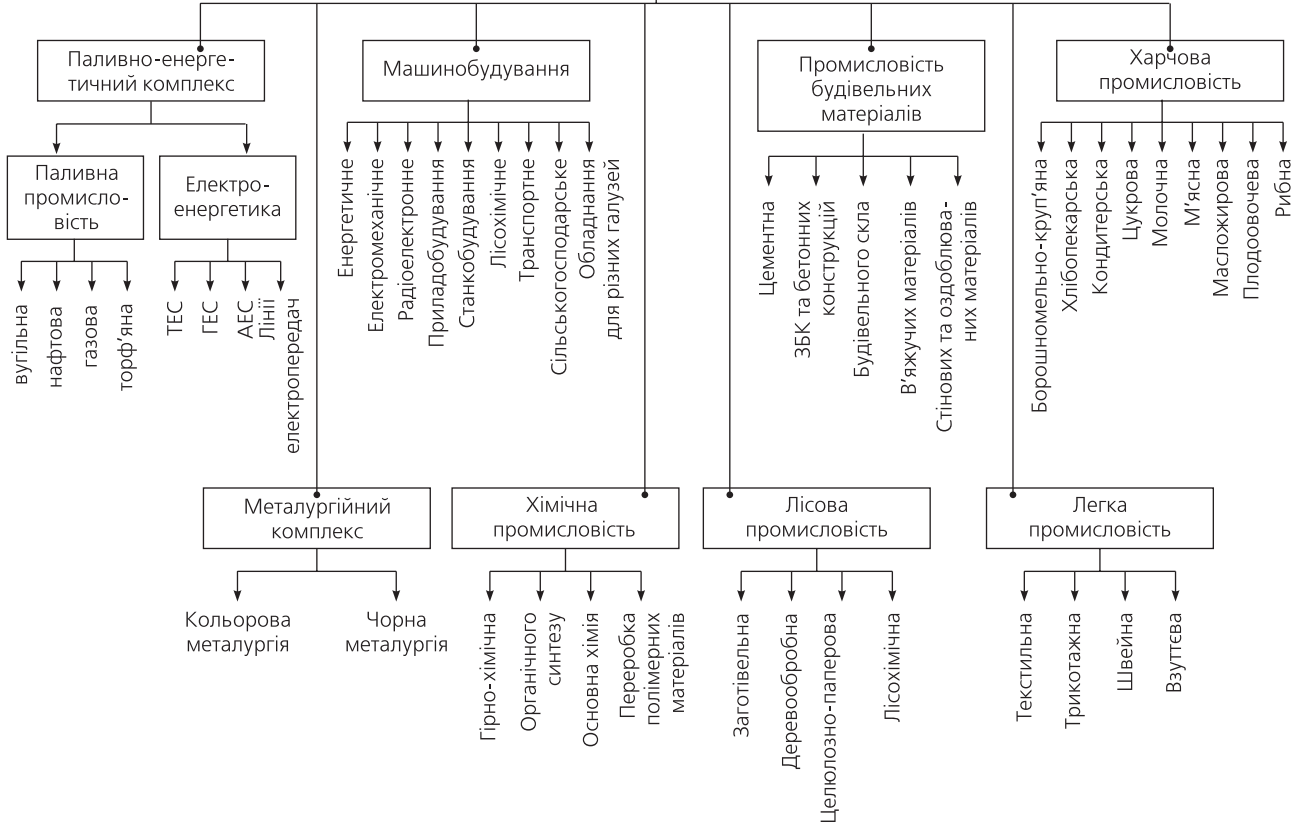 Паливно-енерге-
тичний комплекс
Машинобудування
Промисловість
будівельних
матеріалів
Харчова
промисловість
Паливна
промисло-
вість
Електро-
енергетика
вугільна
нафтова
газова
торф'яна
ТЕС
ГЕС
АЕС
Лінії
електропередач
Енергетичне
Електромеханічне
Радіоелектронне
Приладобудування
Станкобудування
Лісохімічне
Транспортне
Сільськогосподарське
Обладнання
для різних галузей
Цементна
ЗБК та бетонних
конструкцій
Будівельного скла
В'яжучих матеріалів
Стінових та оздоблюва-
них матеріалів
Борошномельно-круп'яна
Хлібопекарська
Кондитерська
Цукрова
Молочна
М'ясна
Масложирова
Плодоовочева
Рибна
Металургійний
комплекс
Хімічна
промисловість
Лісова
промисловість
Легка
промисловість
Кольорова
металургія
Чорна
металургія
Гірно-хімічна
Органічного
синтезу
Основна хімія
Переробка
полімерних
матеріалів
Заготівельна
Деревообробна
Целюлозно-паперова
Лісохімічна
Текстильна
Трикотажна
Швейна
Взуттєва